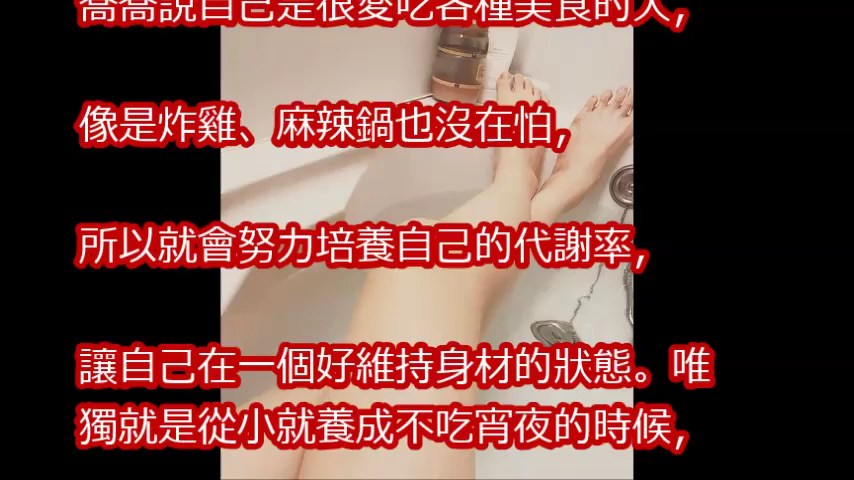 喬喬說自己是很愛吃各種美食的人,
像是炸雞、麻辣鍋也沒在怕,
所以就會努力培養自己的代謝率,
讓自己在一個好維持身材的狀態。唯
獨就是從小就養成不吃宵夜的時候,